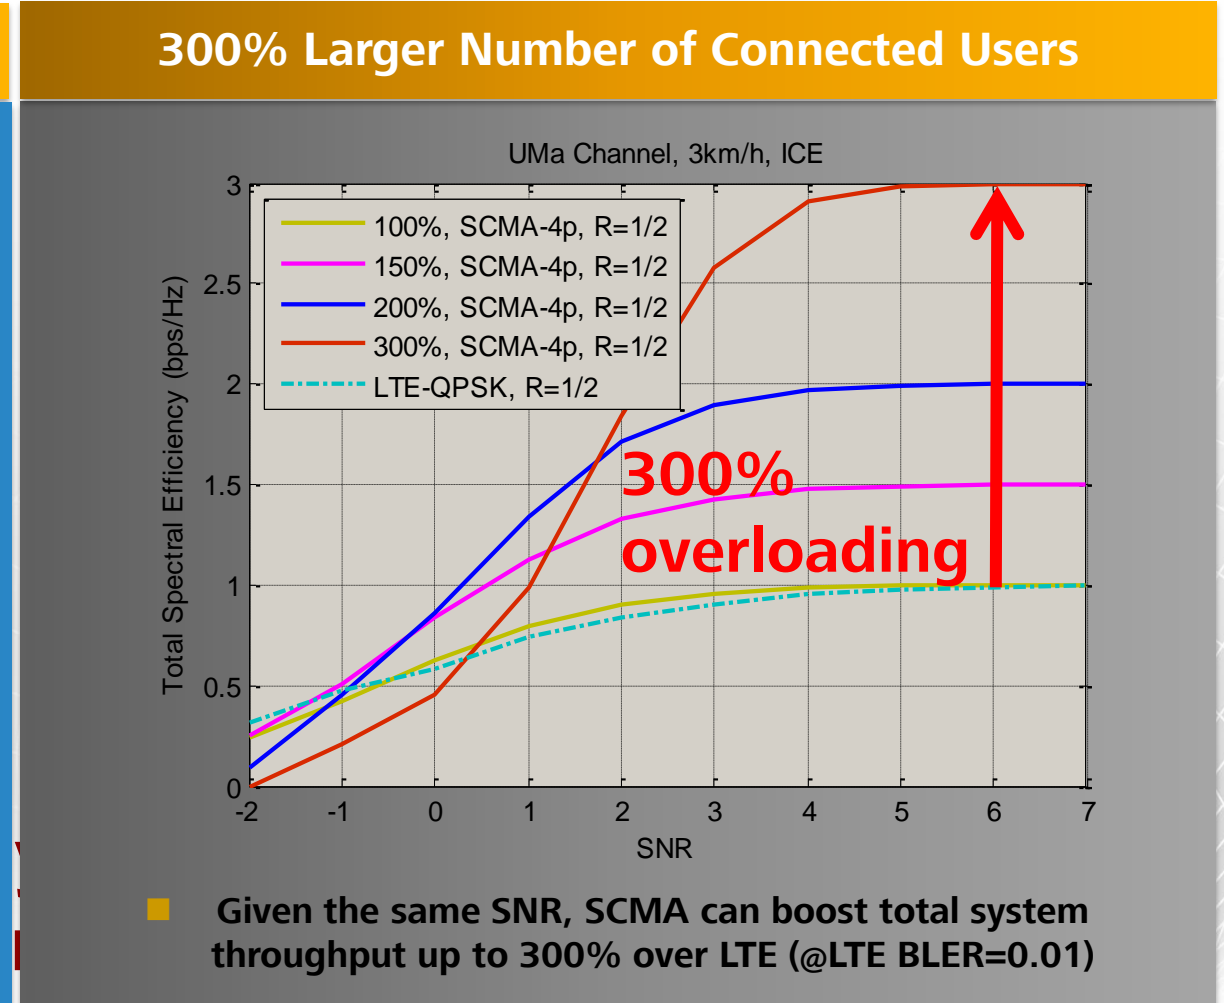 300% Larger Number of Connected Users
UMa Channel, 3km/h, ICE
3
2.5
2
1.5
1
0.5
0
Total Spectral Efficiency (bps/Hz)
100%, SCMA-4p, R=1/2
150%, SCMA-4p, R=1/2
200%, SCMA-4p, R=1/2
300%, SCMA-4p, R=1/2
LTE-QPSK, R=1/2
300%
overloading
-2 -1 0 1 2 3 4 5 6 7
SNR
Given the same SNR, SCMA can boost total system
throughput up to 300% over LTE (@LTE BLER=0.01)